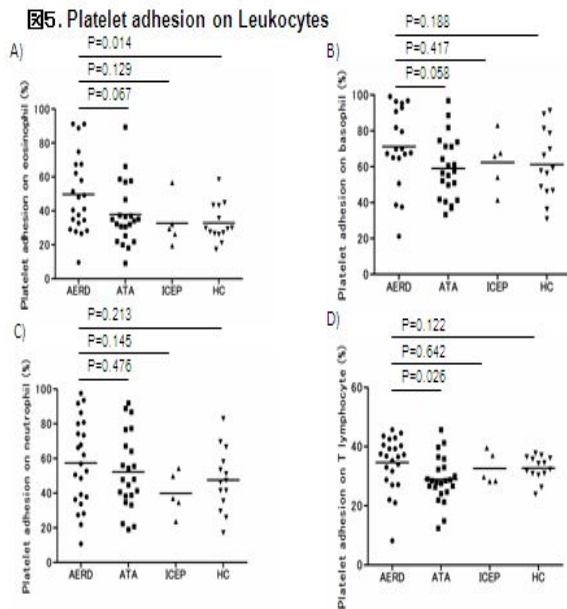 図5. Platelet adhesion on Leukocytes
A)
P=0.014
P=0.129
P=0.067
Platelet adhesion on eosinophil (%)
100
80
60
40
20
0
AERD ATA ICEP HC
B)
P=0.188
P=0.417
P=0.058
Platelet adhesion on basophil (%)
100
80
60
40
20
0
AERD ATA ICEP HC
C)
P=0.213
P=0.145
P=0.476
Platelet adhesion on neutrophil (%)
100
80
60
40
20
0
AERD ATA ICEP HC
D)
P=0.122
P=0.642
P=0.026
Platelet adhesion on T lymphocyte (%)
60
40
20
0
AERD ATA ICEP HC